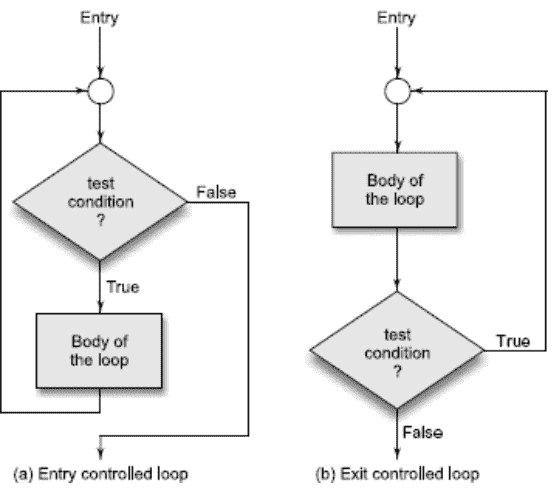 Entry
test
condition
?
False
True
Body of
the loop
(a) Entry controlled loop
Entry
Body of
the loop
test
condition
?
True
False
(b) Exit controlled loop